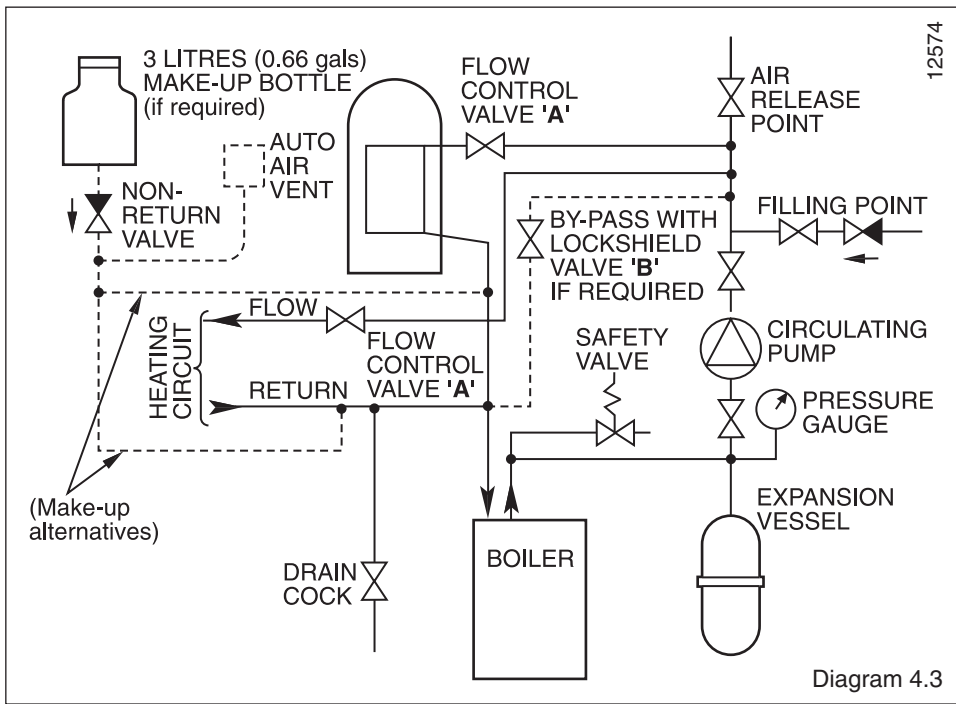 12574
3 LITRES (0.66 gals)
MAKE-UP BOTTLE
(if required)
FLOW
CONTROL
VALVE 'A'
AIR
RELEASE
POINT
AUTO
AIR
VENT
NON-
RETURN
VALVE
BY-PASS WITH
LOCKSHIELD
VALVE 'B'
IF REQUIRED
FILLING POINT
FLOW
HEATING
CIRCUIT
FLOW
CONTROL
VALVE 'A'
RETURN
SAFETY
VALVE
CIRCULATING
PUMP
PRESSURE
GAUGE
(Make-up
alternatives)
EXPANSION
VESSEL
BOILER
DRAIN
COCK
Diagram 4.3